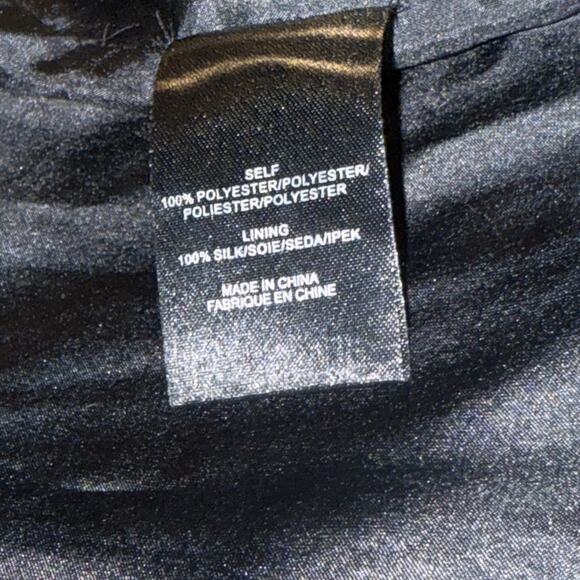 SELF
100% POLYESTER/POLYESTER/
POLIESTER/POLYESTER
LINING
100% SILK/SOIE/SEDA/IPEK
MADE IN CHINA
FABRIQUE EN CHINE